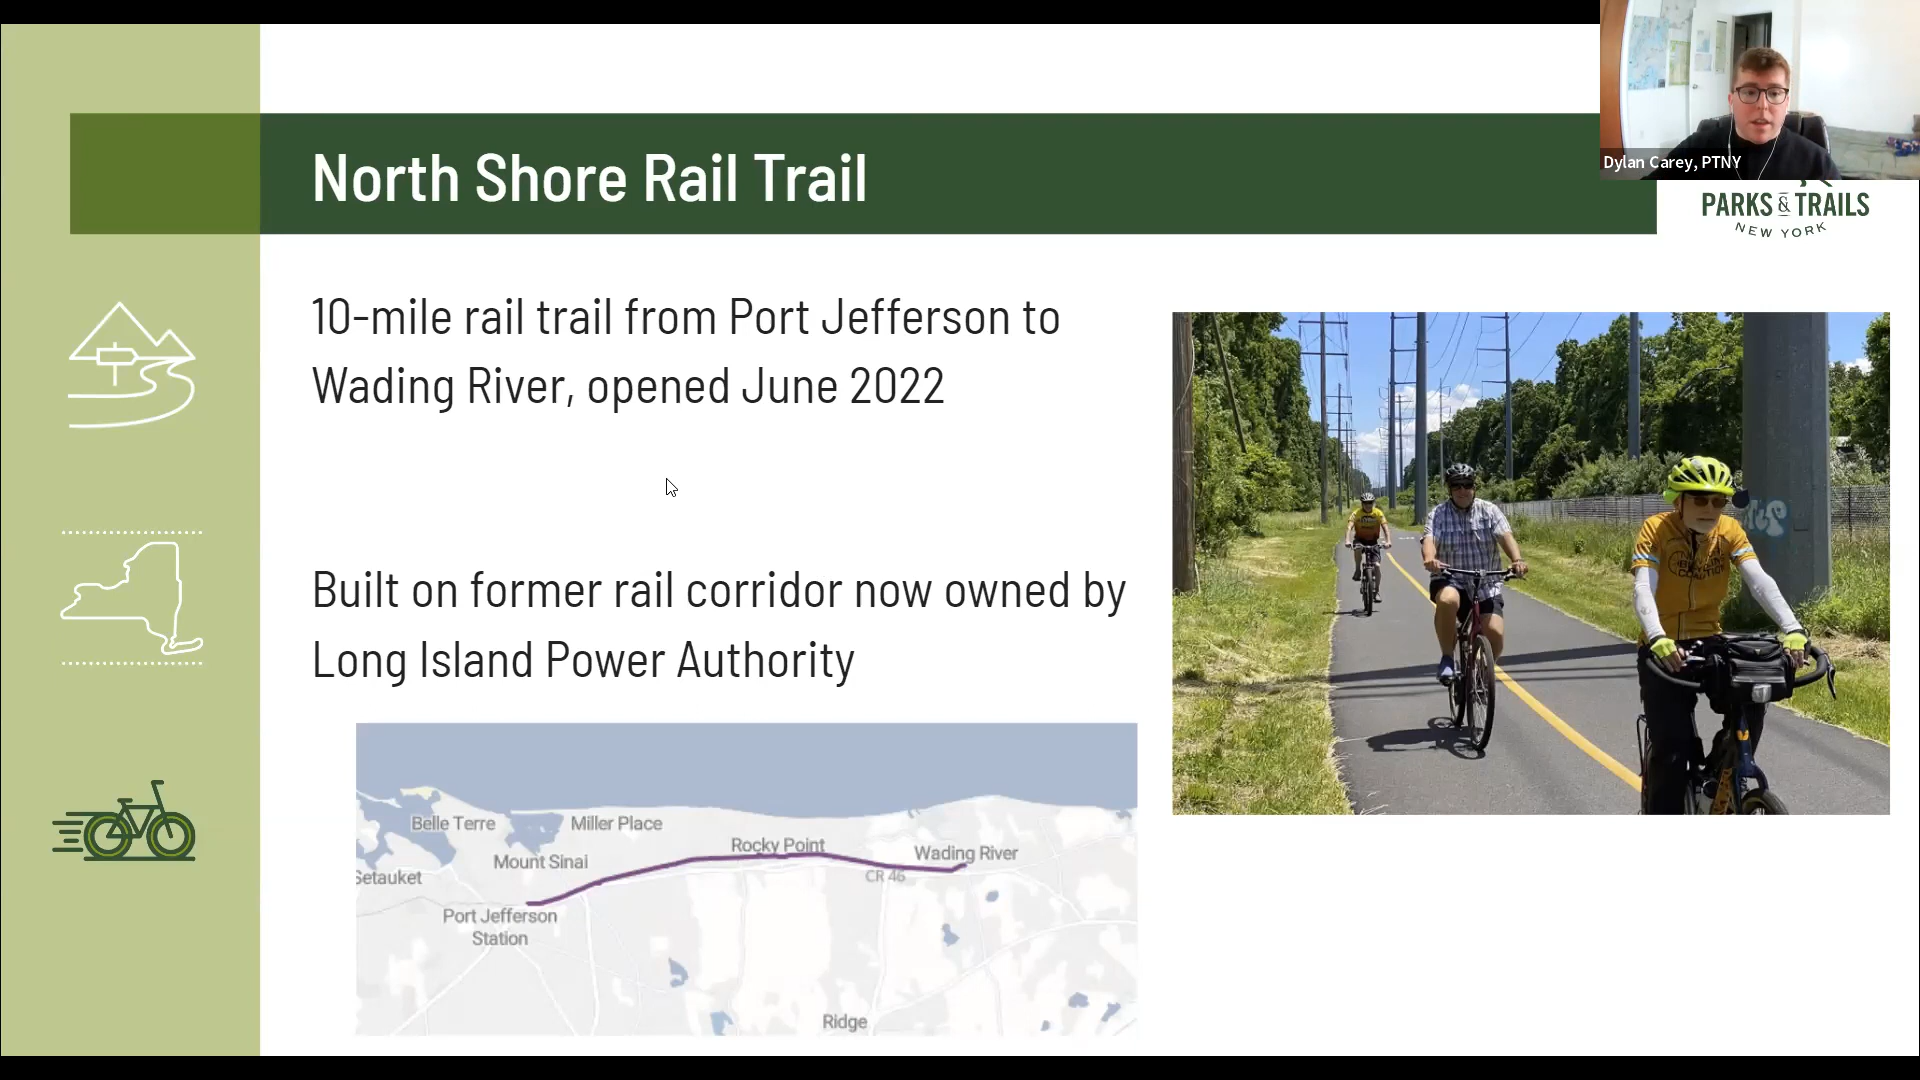 Dylan Carey, PTNY
North Shore Rail Trail
PARKS & TRAILS
NEW YORK
10-mile rail trail from Port Jefferson to
Wading River, opened June 2022
Built on former rail corridor now owned by
Long Island Power Authority
Belle Terre
Miller Place
Rocky Point
Wading River
Mount Sinai
Setauket
CR 46
Port Jefferson
Station
Ridge